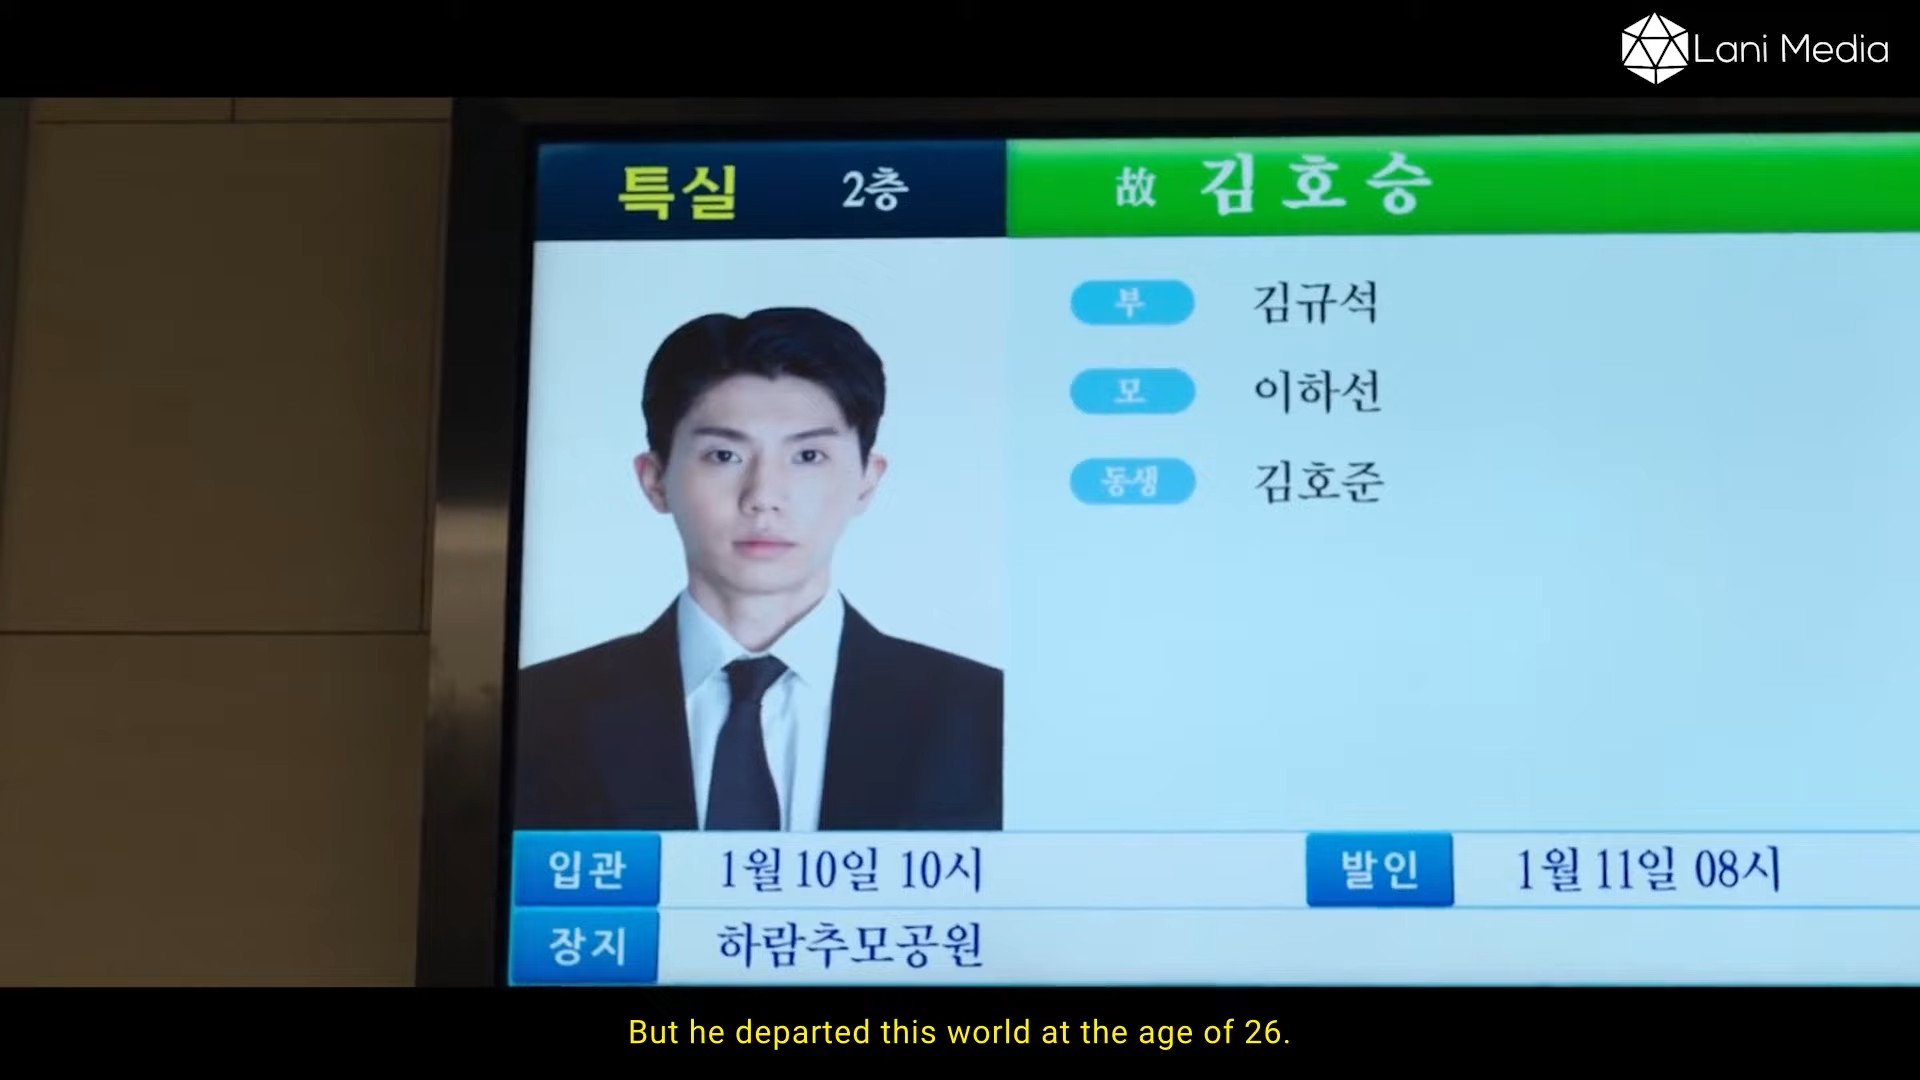 Lani Media
특실 2층 故 김호승
부 김규석
모 이하선
동생 김호준
입관 1월 10일 10시 발인 1월 11일 08시
장지 하람추모공원
But he departed this world at the age of 26.